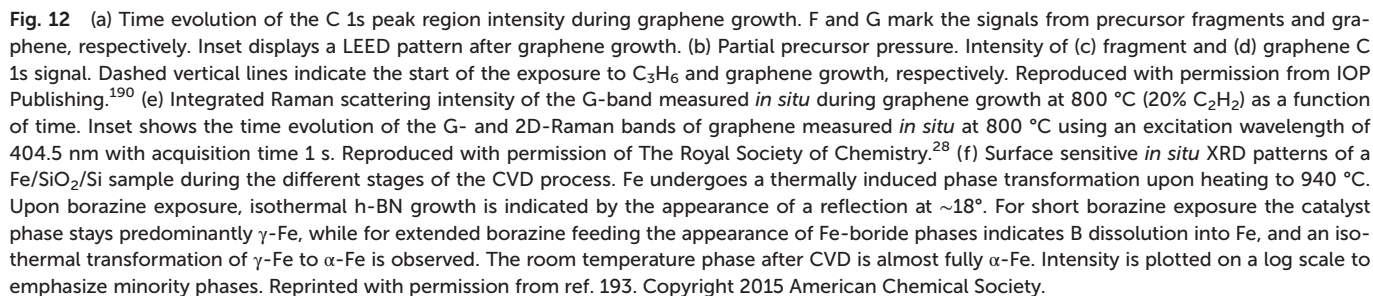 Fig. 12 (a) Time evolution of the C 1s peak region intensity during graphene growth. F and G mark the signals from precursor fragments and gra-
phene, respectively. Inset displays a LEED pattern after graphene growth. (b) Partial precursor pressure. Intensity of (c) fragment and (d) graphene C
1s signal. Dashed vertical lines indicate the start of the exposure to C₃H₆ and graphene growth, respectively. Reproduced with permission from IOP
Publishing.¹⁹⁰ (e) Integrated Raman scattering intensity of the G-band measured in situ during graphene growth at 800 °C (20% C₂H₂) as a function
of time. Inset shows the time evolution of the G- and 2D-Raman bands of graphene measured in situ at 800 °C using an excitation wavelength of
404.5 nm with acquisition time 1 s. Reproduced with permission of The Royal Society of Chemistry.²⁸ (f) Surface sensitive in situ XRD patterns of a
Fe/SiO₂/Si sample during the different stages of the CVD process. Fe undergoes a thermally induced phase transformation upon heating to 940 °C.
Upon borazine exposure, isothermal h-BN growth is indicated by the appearance of a reflection at ∼18°. For short borazine exposure the catalyst
phase stays predominantly γ-Fe, while for extended borazine feeding the appearance of Fe-boride phases indicates B dissolution into Fe, and an iso-
thermal transformation of γ-Fe to α-Fe is observed. The room temperature phase after CVD is almost fully α-Fe. Intensity is plotted on a log scale to
emphasize minority phases. Reprinted with permission from ref. 193. Copyright 2015 American Chemical Society.